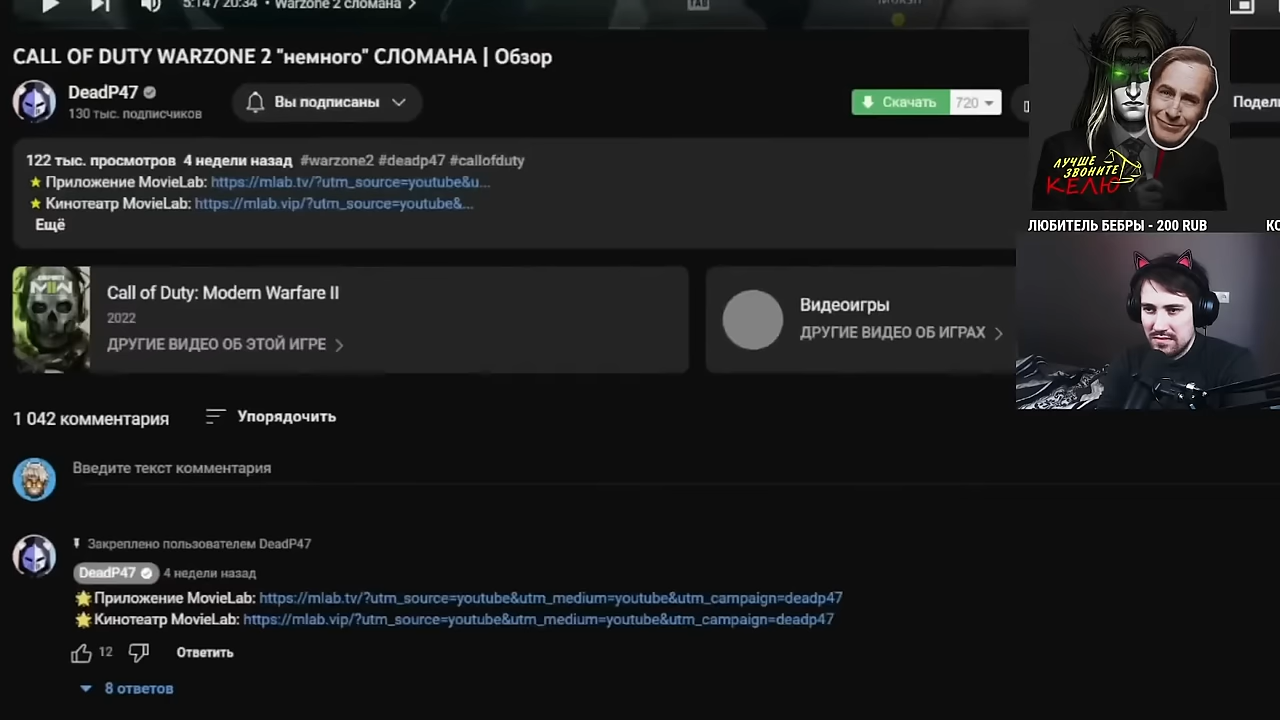 5:14 / 20:34 • Warzone 2 сломана
CALL OF DUTY WARZONE 2 "немного" СЛОМАНА | Обзор
DeadP47
130 тыс. подписчиков
Вы подписаны
Скачать
720
122 тыс. просмотров 4 недели назад #warzone2 #deadp47 #callofduty
Приложение MovieLab: https://mlab.tv/?utm_source=youtube&u...
Кинотеатр MovieLab: https://mlab.vip/?utm_source=youtube&...
Ещё
ЛУЧШЕ
ЗВОНИТЕ
КЕЛЮ
ЛЮБИТЕЛЬ БЕБРЫ - 200 RUB
Call of Duty: Modern Warfare II
2022
ДРУГИЕ ВИДЕО ОБ ЭТОЙ ИГРЕ
Видеоигры
ДРУГИЕ ВИДЕО ОБ ИГРАХ
1 042 комментария
Упорядочить
Введите текст комментария
Закреплено пользователем DeadP47
DeadP47 4 недели назад
Приложение MovieLab: https://mlab.tv/?utm_source=youtube&utm_medium=youtube&utm_campaign=deadp47
Кинотеатр MovieLab: https://mlab.vip/?utm_source=youtube&utm_medium=youtube&utm_campaign=deadp47
12
Ответить
8 ответов